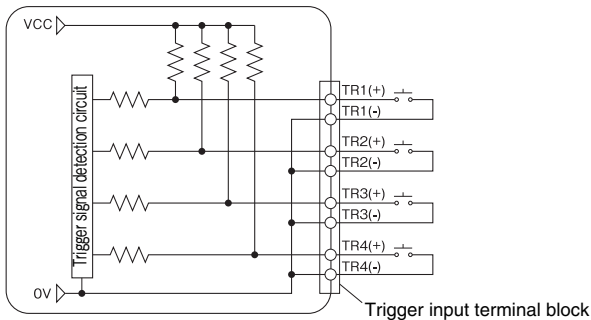 VCC
Trigger signal detection circuit
TR1(+)
TR1(-)
TR2(+)
TR2(-)
TR3(+)
TR3(-)
TR4(+)
TR4(-)
0V
Trigger input terminal block